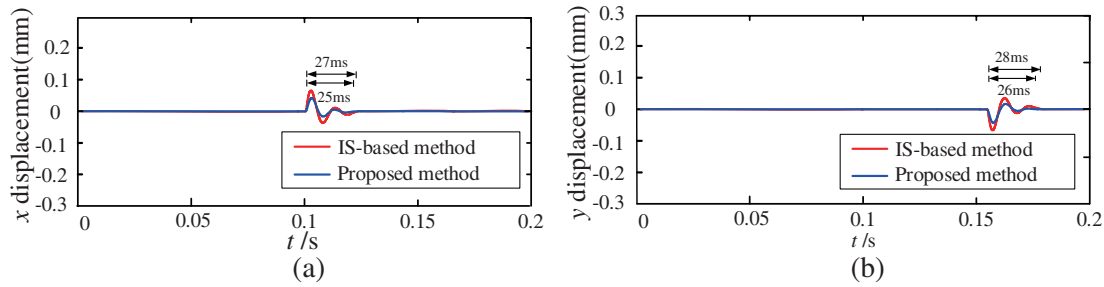 x displacement(mm)
0.2
0.1
0
-0.1
-0.2
-0.3
27ms
25ms
IS-based method
Proposed method
0
0.05
0.1
0.15
0.2
t /s
(a)
y displacement(mm)
0.3
0.2
0.1
0
-0.1
-0.2
-0.3
28ms
26ms
IS-based method
Proposed method
0
0.05
0.1
0.15
0.2
t /s
(b)